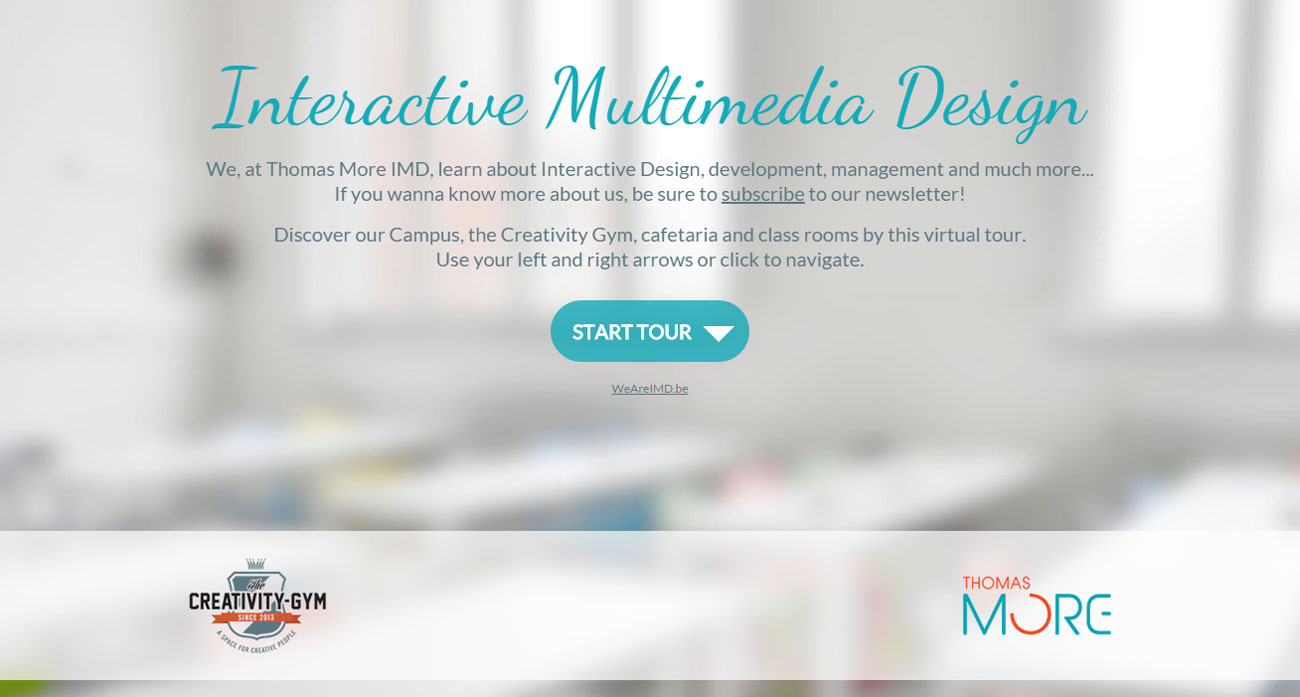 Interactive Multimedia Design
We, at Thomas More IMD, learn about Interactive Design, development, management and much more...
If you wanna know more about us, be sure to subscribe to our newsletter!
Discover our Campus, the Creativity Gym, cafetaria and class rooms by this virtual tour.
Use your left and right arrows or click to navigate.
START TOUR
WeAreIMD.be
The
CREATIVITY-GYM
SINCE 2013
A SPACE FOR CREATIVE PEOPLE
THOMAS
MORE